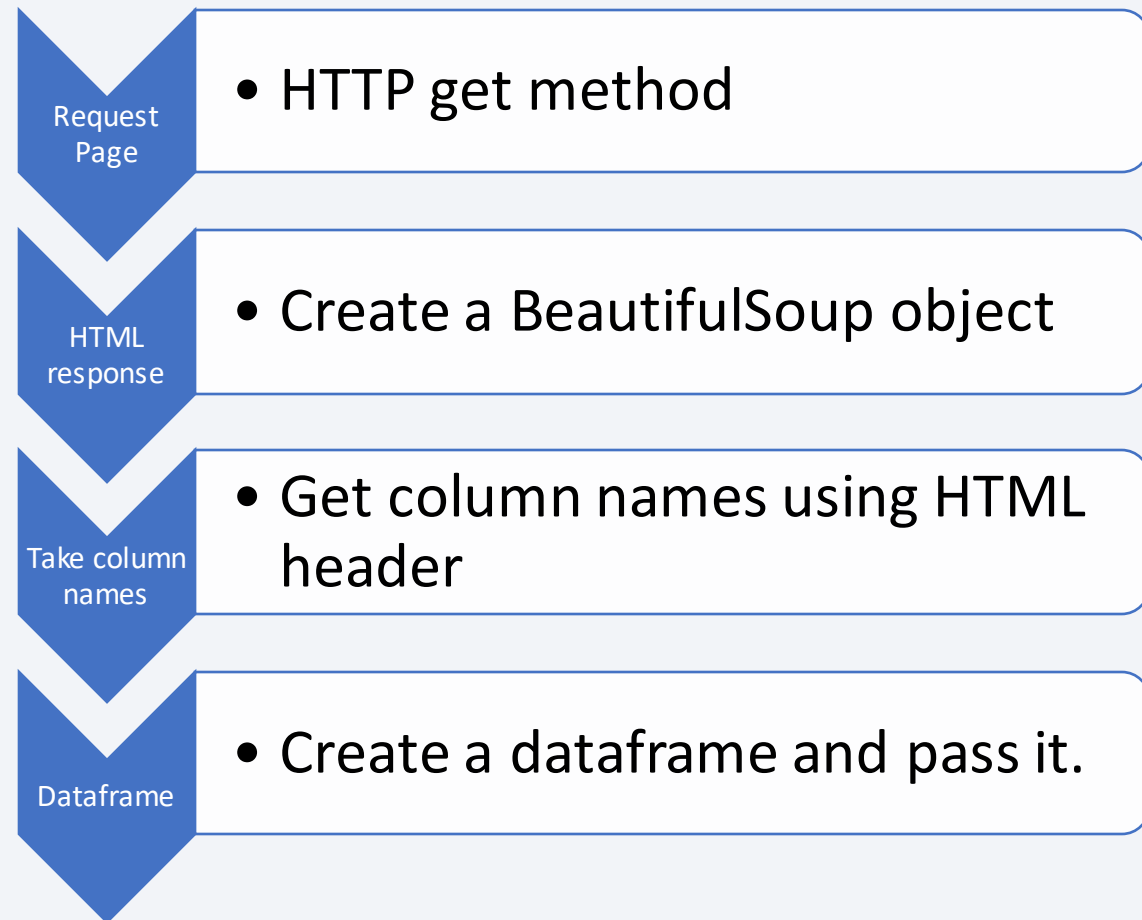 Request
Page
• HTTP get method
HTML
response
• Create a BeautifulSoup object
Take column
names
• Get column names using HTML
header
Dataframe
• Create a dataframe and pass it.